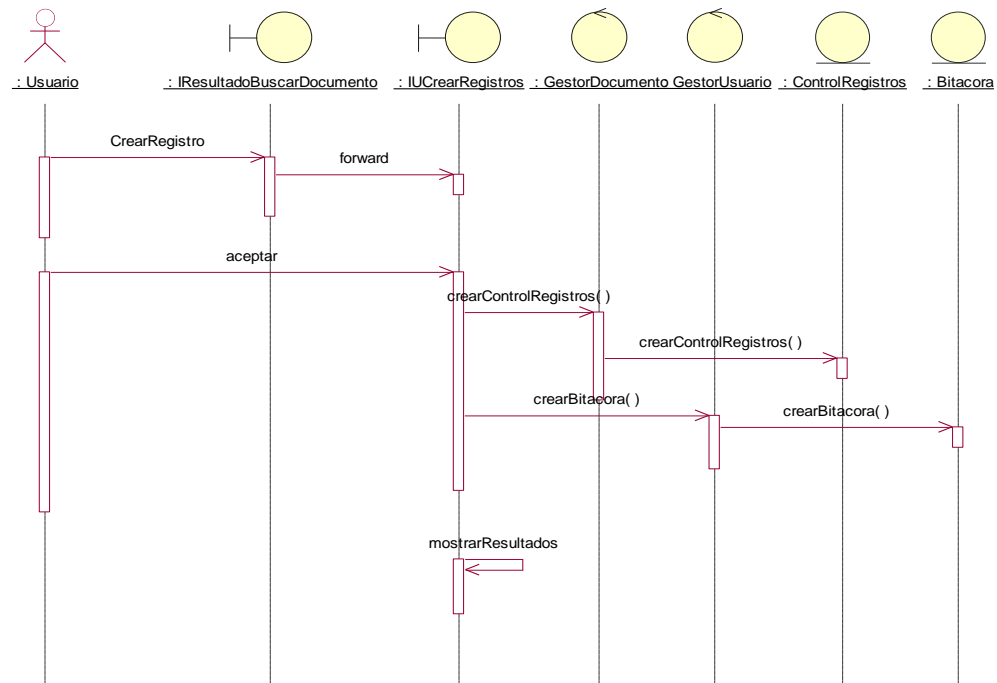 : Usuario
: IResultadoBuscarDocumento
: IUCrearRegistros
: GestorDocumento
GestorUsuario
: ControlRegistros
: Bitacora
CrearRegistro
forward
aceptar
crearControlRegistros( )
crearControlRegistros( )
crearBitacora( )
crearBitacora( )
mostrarResultados